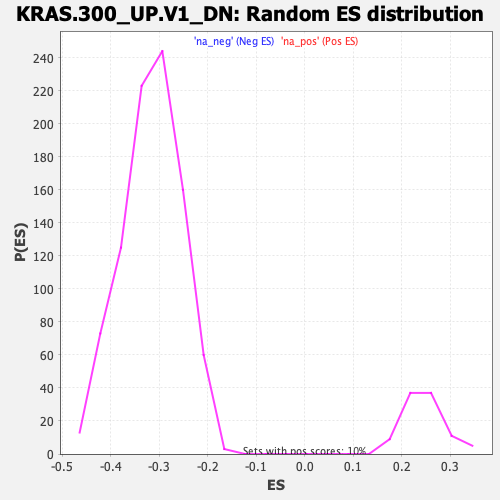 KRAS.300_UP.V1_DN: Random ES distribution
'na_neg' (Neg ES) 'na_pos' (Pos ES)
240
220
200
180
160
140
120
100
80
60
40
20
0
P(ES)
Sets with pos scores: 10%
-0.5 -0.4 -0.3 -0.2 -0.1 0.0 0.1 0.2 0.3
ES